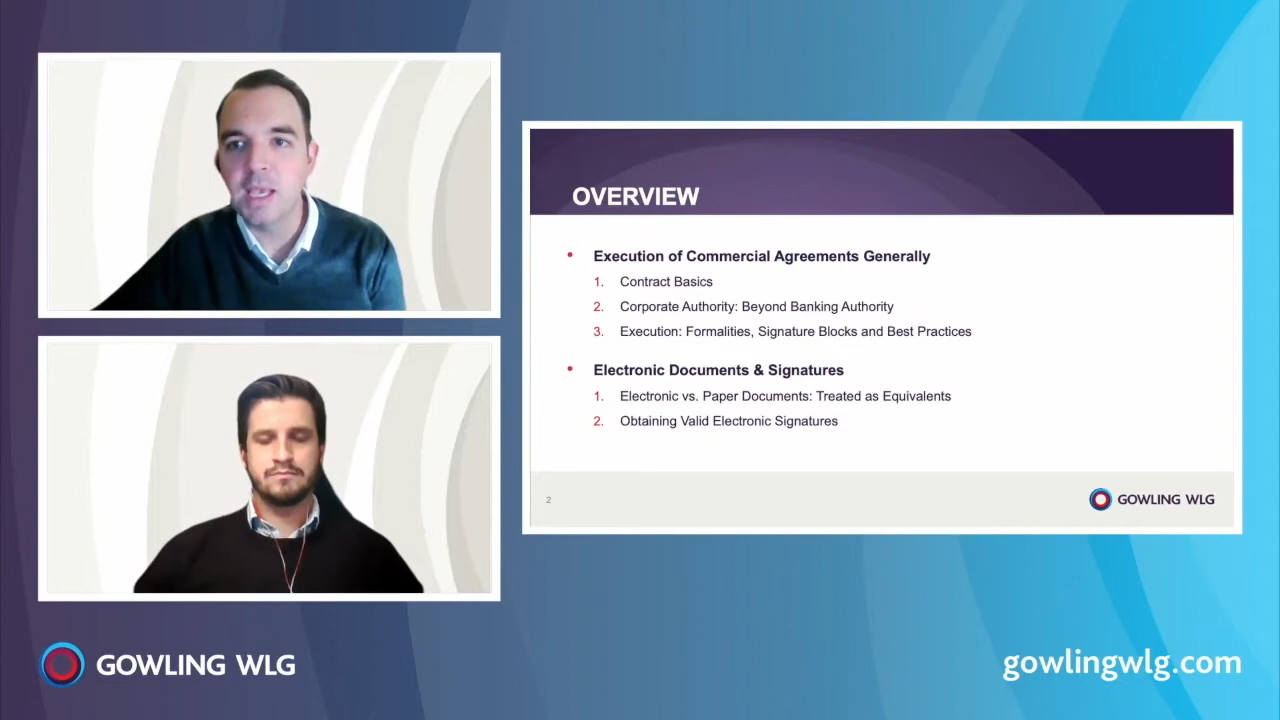 OVERVIEW
• Execution of Commercial Agreements Generally
1. Contract Basics
2. Corporate Authority: Beyond Banking Authority
3. Execution: Formalities, Signature Blocks and Best Practices
• Electronic Documents & Signatures
1. Electronic vs. Paper Documents: Treated as Equivalents
2. Obtaining Valid Electronic Signatures
2
GOWLING WLG
GOWLING WLG
gowlingwlg.com